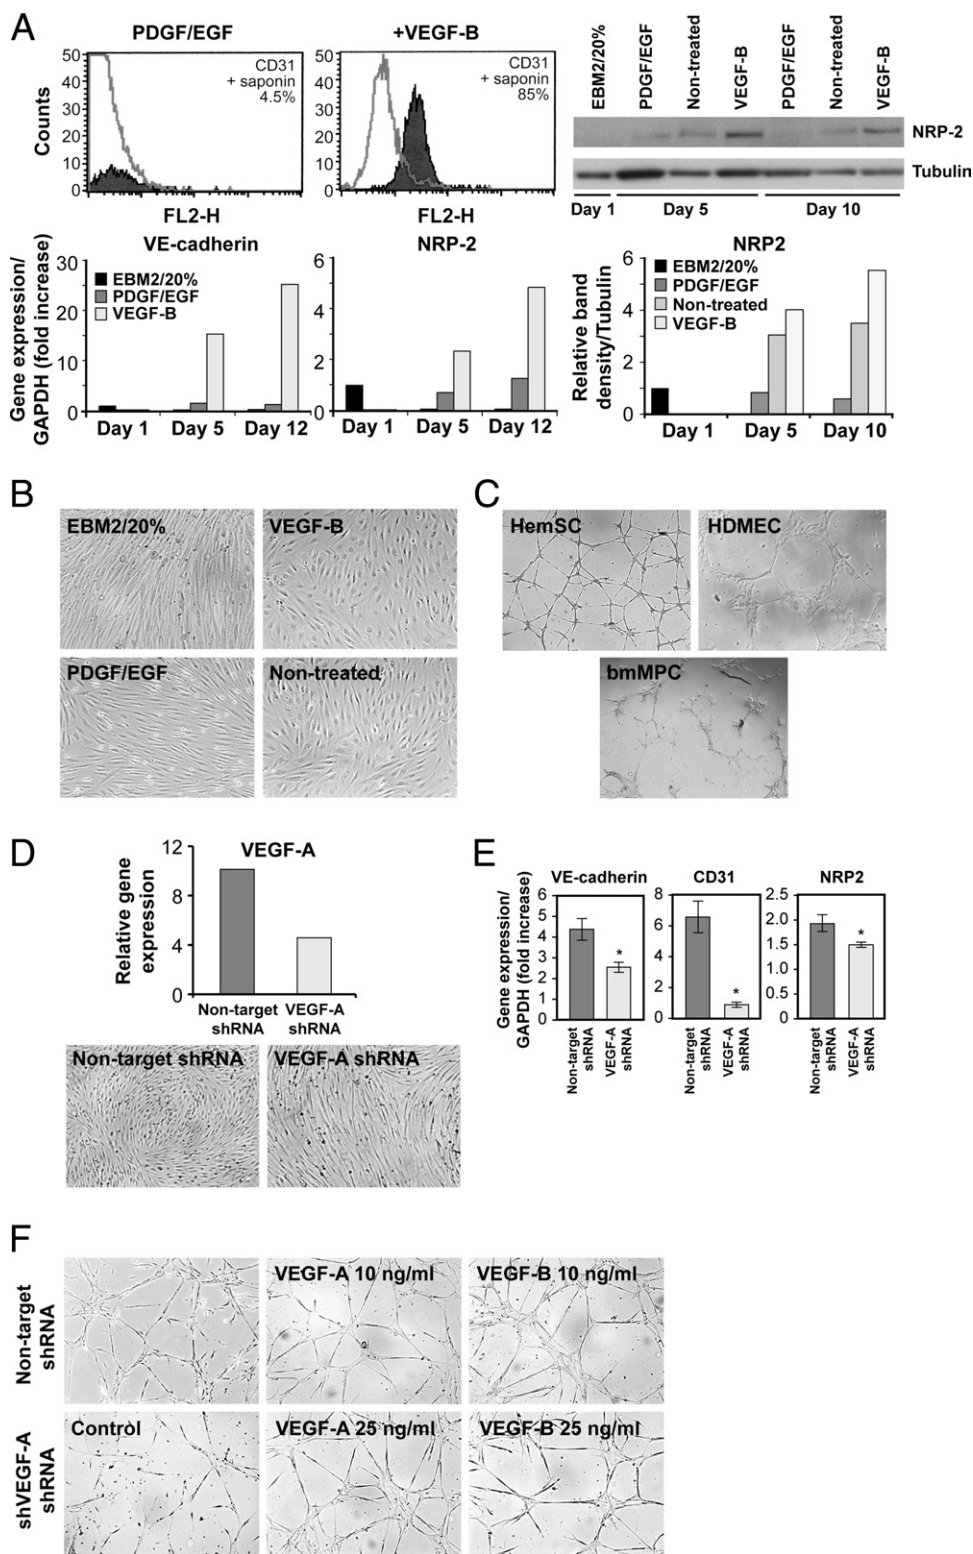 A
PDGF/EGF
50
40
30
20
10
0
Counts
CD31
+ saponin
4.5%
FL2-H
+VEGF-B
50
40
30
20
10
0
CD31
+ saponin
85%
FL2-H
EBM2/20%
PDGF/EGF
Non-treated
VEGF-B
PDGF/EGF
Non-treated
VEGF-B
NRP-2
Tubulin
Day 1
Day 5
Day 10
VE-cadherin
Gene expression/
GAPDH (fold increase)
30
20
10
0
EBM2/20%
PDGF/EGF
VEGF-B
Day 1 Day 5 Day 12
NRP-2
6
4
2
0
Day 1 Day 5 Day 12
NRP2
Relative band
density/Tubulin
6
4
2
0
EBM2/20%
PDGF/EGF
Non-treated
VEGF-B
Day 1 Day 5 Day 10
B
EBM2/20%
VEGF-B
PDGF/EGF
Non-treated
C
HemSC
HDMEC
bmMPC
D
VEGF-A
Relative gene
expression
12
8
4
0
Non-target
shRNA
VEGF-A
shRNA
Non-target shRNA
VEGF-A shRNA
E
Gene expression/
GAPDH (fold increase)
VE-cadherin
6
5
4
3
2
1
0
*
Non-target
shRNA
VEGF-A
shRNA
CD31
8
6
4
2
0
*
Non-target
shRNA
VEGF-A
shRNA
NRP2
2.5
2.0
1.5
1.0
0.0
*
Non-target
shRNA
VEGF-A
shRNA
F
Non-target
shRNA
VEGF-A 10 ng/ml
VEGF-B 10 ng/ml
shVEGF-A
shRNA
Control
VEGF-A 25 ng/ml
VEGF-B 25 ng/ml